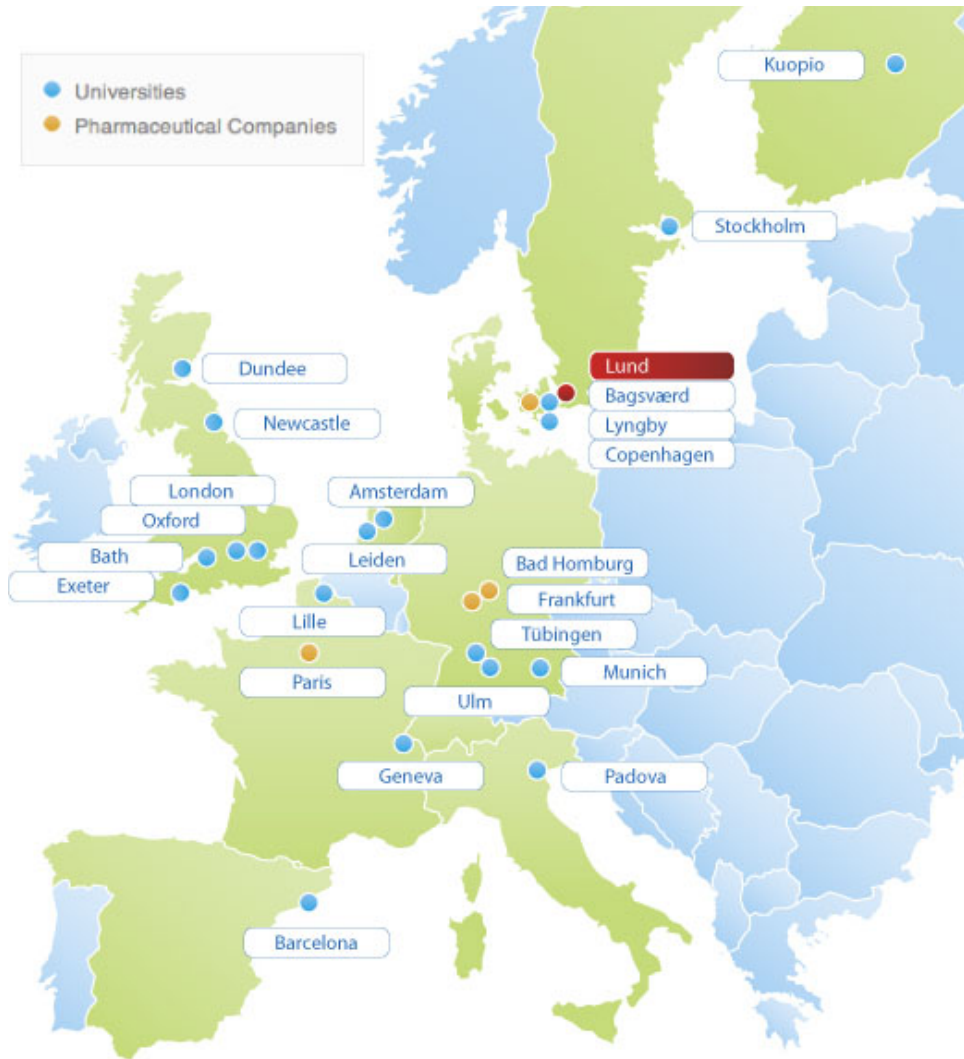 Universities
Pharmaceutical Companies
Kuopio
Stockholm
Lund
Bagsværd
Lyngby
Copenhagen
Dundee
Newcastle
London
Oxford
Bath
Exeter
Amsterdam
Leiden
Lille
Paris
Bad Homburg
Frankfurt
Tübingen
Munich
Ulm
Geneva
Padova
Barcelona